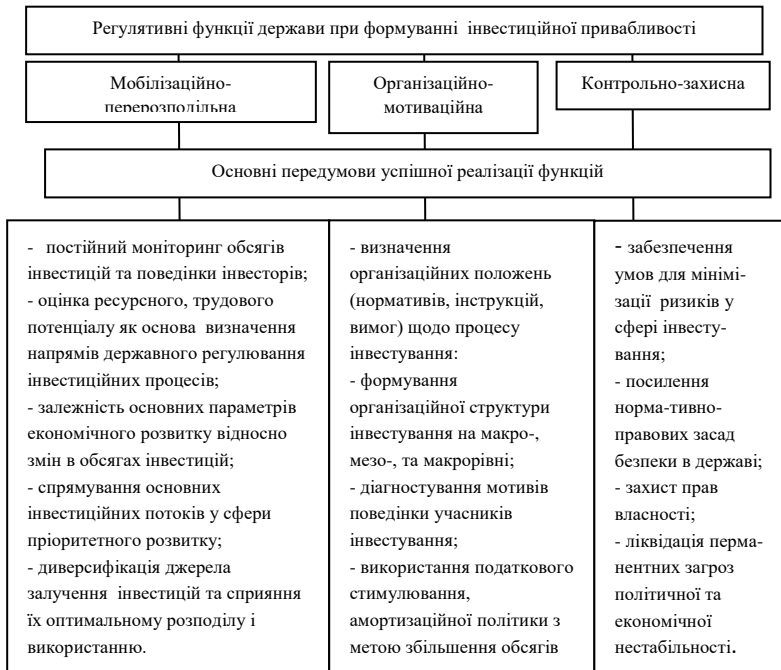 Регулятивні функції держави при формуванні інвестиційної привабливості
Мобілізаційно-
перерозподільна
Організаційно-
мотиваційна
Контрольно-захисна
Основні передумови успішної реалізації функцій
- постійний моніторинг обсягів
інвестицій та поведінки інвесторів;
- оцінка ресурсного, трудового
потенціалу як основа визначення
напрямів державного регулювання
інвестиційних процесів;
- залежність основних параметрів
економічного розвитку відносно
змін в обсягах інвестицій;
- спрямування основних
інвестиційних потоків у сфери
пріоритетного розвитку;
- диверсифікація джерела
залучення інвестицій та сприяння
їх оптимальному розподілу і
використанню.
- визначення
організаційних положень
(нормативів, інструкцій,
вимог) щодо процесу
інвестування:
- формування
організаційної структури
інвестування на макро-,
мезо-, та макрорівні;
- діагностування мотивів
поведінки учасників
інвестування;
- використання податкового
стимулювання,
амортизаційної політики з
метою збільшення обсягів
- забезпечення
умов для мінімі-
зації ризиків у
сфері інвесту-
вання;
- посилення
норма-тивно-
правових засад
безпеки в державі;
- захист прав
власності;
- ліквідація перма-
нентних загроз
політичної та
економічної
нестабільності.